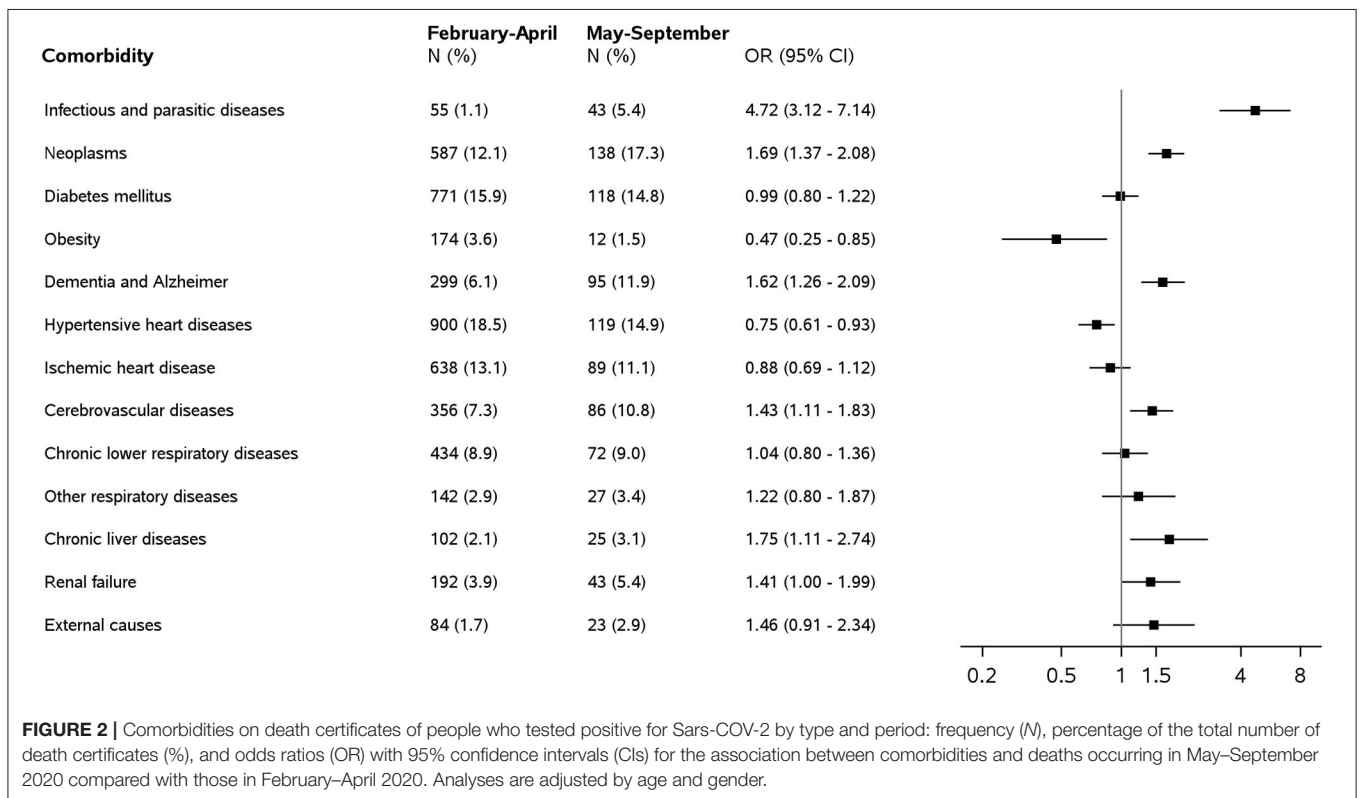 February-April May-September
Comorbidity N (%) N (%) OR (95% CI)
Infectious and parasitic diseases 55 (1.1) 43 (5.4) 4.72 (3.12 - 7.14)
Neoplasms 587 (12.1) 138 (17.3) 1.69 (1.37 - 2.08)
Diabetes mellitus 771 (15.9) 118 (14.8) 0.99 (0.80 - 1.22)
Obesity 174 (3.6) 12 (1.5) 0.47 (0.25 - 0.85)
Dementia and Alzheimer 299 (6.1) 95 (11.9) 1.62 (1.26 - 2.09)
Hypertensive heart diseases 900 (18.5) 119 (14.9) 0.75 (0.61 - 0.93)
Ischemic heart disease 638 (13.1) 89 (11.1) 0.88 (0.69 - 1.12)
Cerebrovascular diseases 356 (7.3) 86 (10.8) 1.43 (1.11 - 1.83)
Chronic lower respiratory diseases 434 (8.9) 72 (9.0) 1.04 (0.80 - 1.36)
Other respiratory diseases 142 (2.9) 27 (3.4) 1.22 (0.80 - 1.87)
Chronic liver diseases 102 (2.1) 25 (3.1) 1.75 (1.11 - 2.74)
Renal failure 192 (3.9) 43 (5.4) 1.41 (1.00 - 1.99)
External causes 84 (1.7) 23 (2.9) 1.46 (0.91 - 2.34)
0.2 0.5 1 1.5 4 8
FIGURE 2 | Comorbidities on death certificates of people who tested positive for Sars-COV-2 by type and period: frequency (N), percentage of the total number of
death certificates (%), and odds ratios (OR) with 95% confidence intervals (CIs) for the association between comorbidities and deaths occurring in May–September
2020 compared with those in February–April 2020. Analyses are adjusted by age and gender.